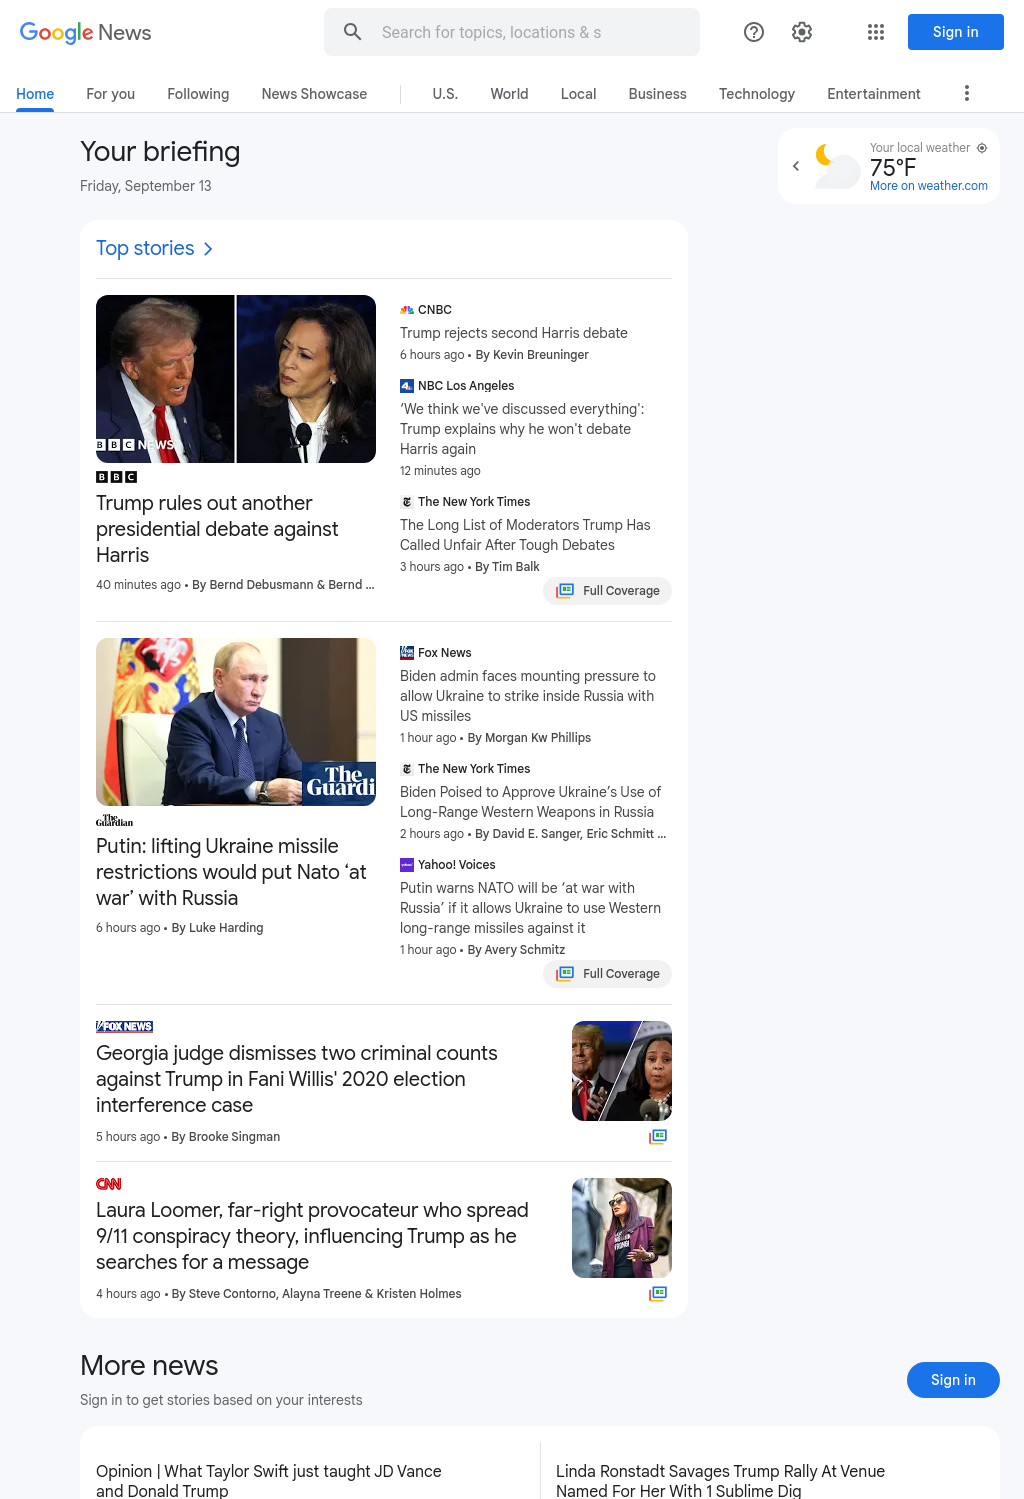 Google News
Search for topics, locations & s
Sign in
Home
For you
Following
News Showcase
U.S.
World
Local
Business
Technology
Entertainment
Your briefing
Friday, September 13
Your local weather
75°F
More on weather.com
Top stories
BBC NEWS
BBC
Trump rules out another
presidential debate against
Harris
40 minutes ago • By Bernd Debusmann & Bernd ...
CNBC
Trump rejects second Harris debate
6 hours ago • By Kevin Breuninger
NBC Los Angeles
‘We think we've discussed everything':
Trump explains why he won't debate
Harris again
12 minutes ago
The New York Times
The Long List of Moderators Trump Has
Called Unfair After Tough Debates
3 hours ago • By Tim Balk
Full Coverage
The
Guardi
The
Guardian
Putin: lifting Ukraine missile
restrictions would put Nato ‘at
war’ with Russia
6 hours ago • By Luke Harding
Fox News
Biden admin faces mounting pressure to
allow Ukraine to strike inside Russia with
US missiles
1 hour ago • By Morgan Kw Phillips
The New York Times
Biden Poised to Approve Ukraine’s Use of
Long-Range Western Weapons in Russia
2 hours ago • By David E. Sanger, Eric Schmitt ...
Yahoo! Voices
Putin warns NATO will be ‘at war with
Russia’ if it allows Ukraine to use Western
long-range missiles against it
1 hour ago • By Avery Schmitz
Full Coverage
FOX NEWS
Georgia judge dismisses two criminal counts
against Trump in Fani Willis' 2020 election
interference case
5 hours ago • By Brooke Singman
CNN
Laura Loomer, far-right provocateur who spread
9/11 conspiracy theory, influencing Trump as he
searches for a message
4 hours ago • By Steve Contorno, Alayna Treene & Kristen Holmes
More news
Sign in to get stories based on your interests
Sign in
Opinion | What Taylor Swift just taught JD Vance
and Donald Trump
Linda Ronstadt Savages Trump Rally At Venue
Named For Her With 1 Sublime Dig